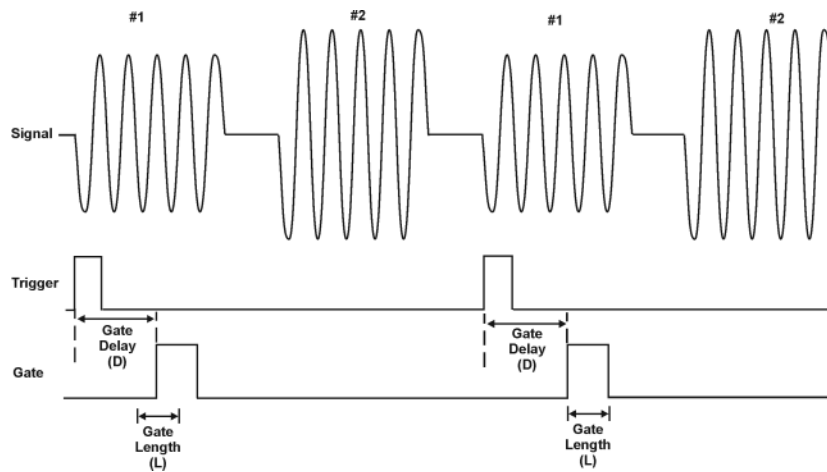 #1
#2
#1
#2
Signal
Trigger
Gate
Delay
(D)
Gate
Delay
(D)
Gate
Gate
Length
(L)
Gate
Length
(L)